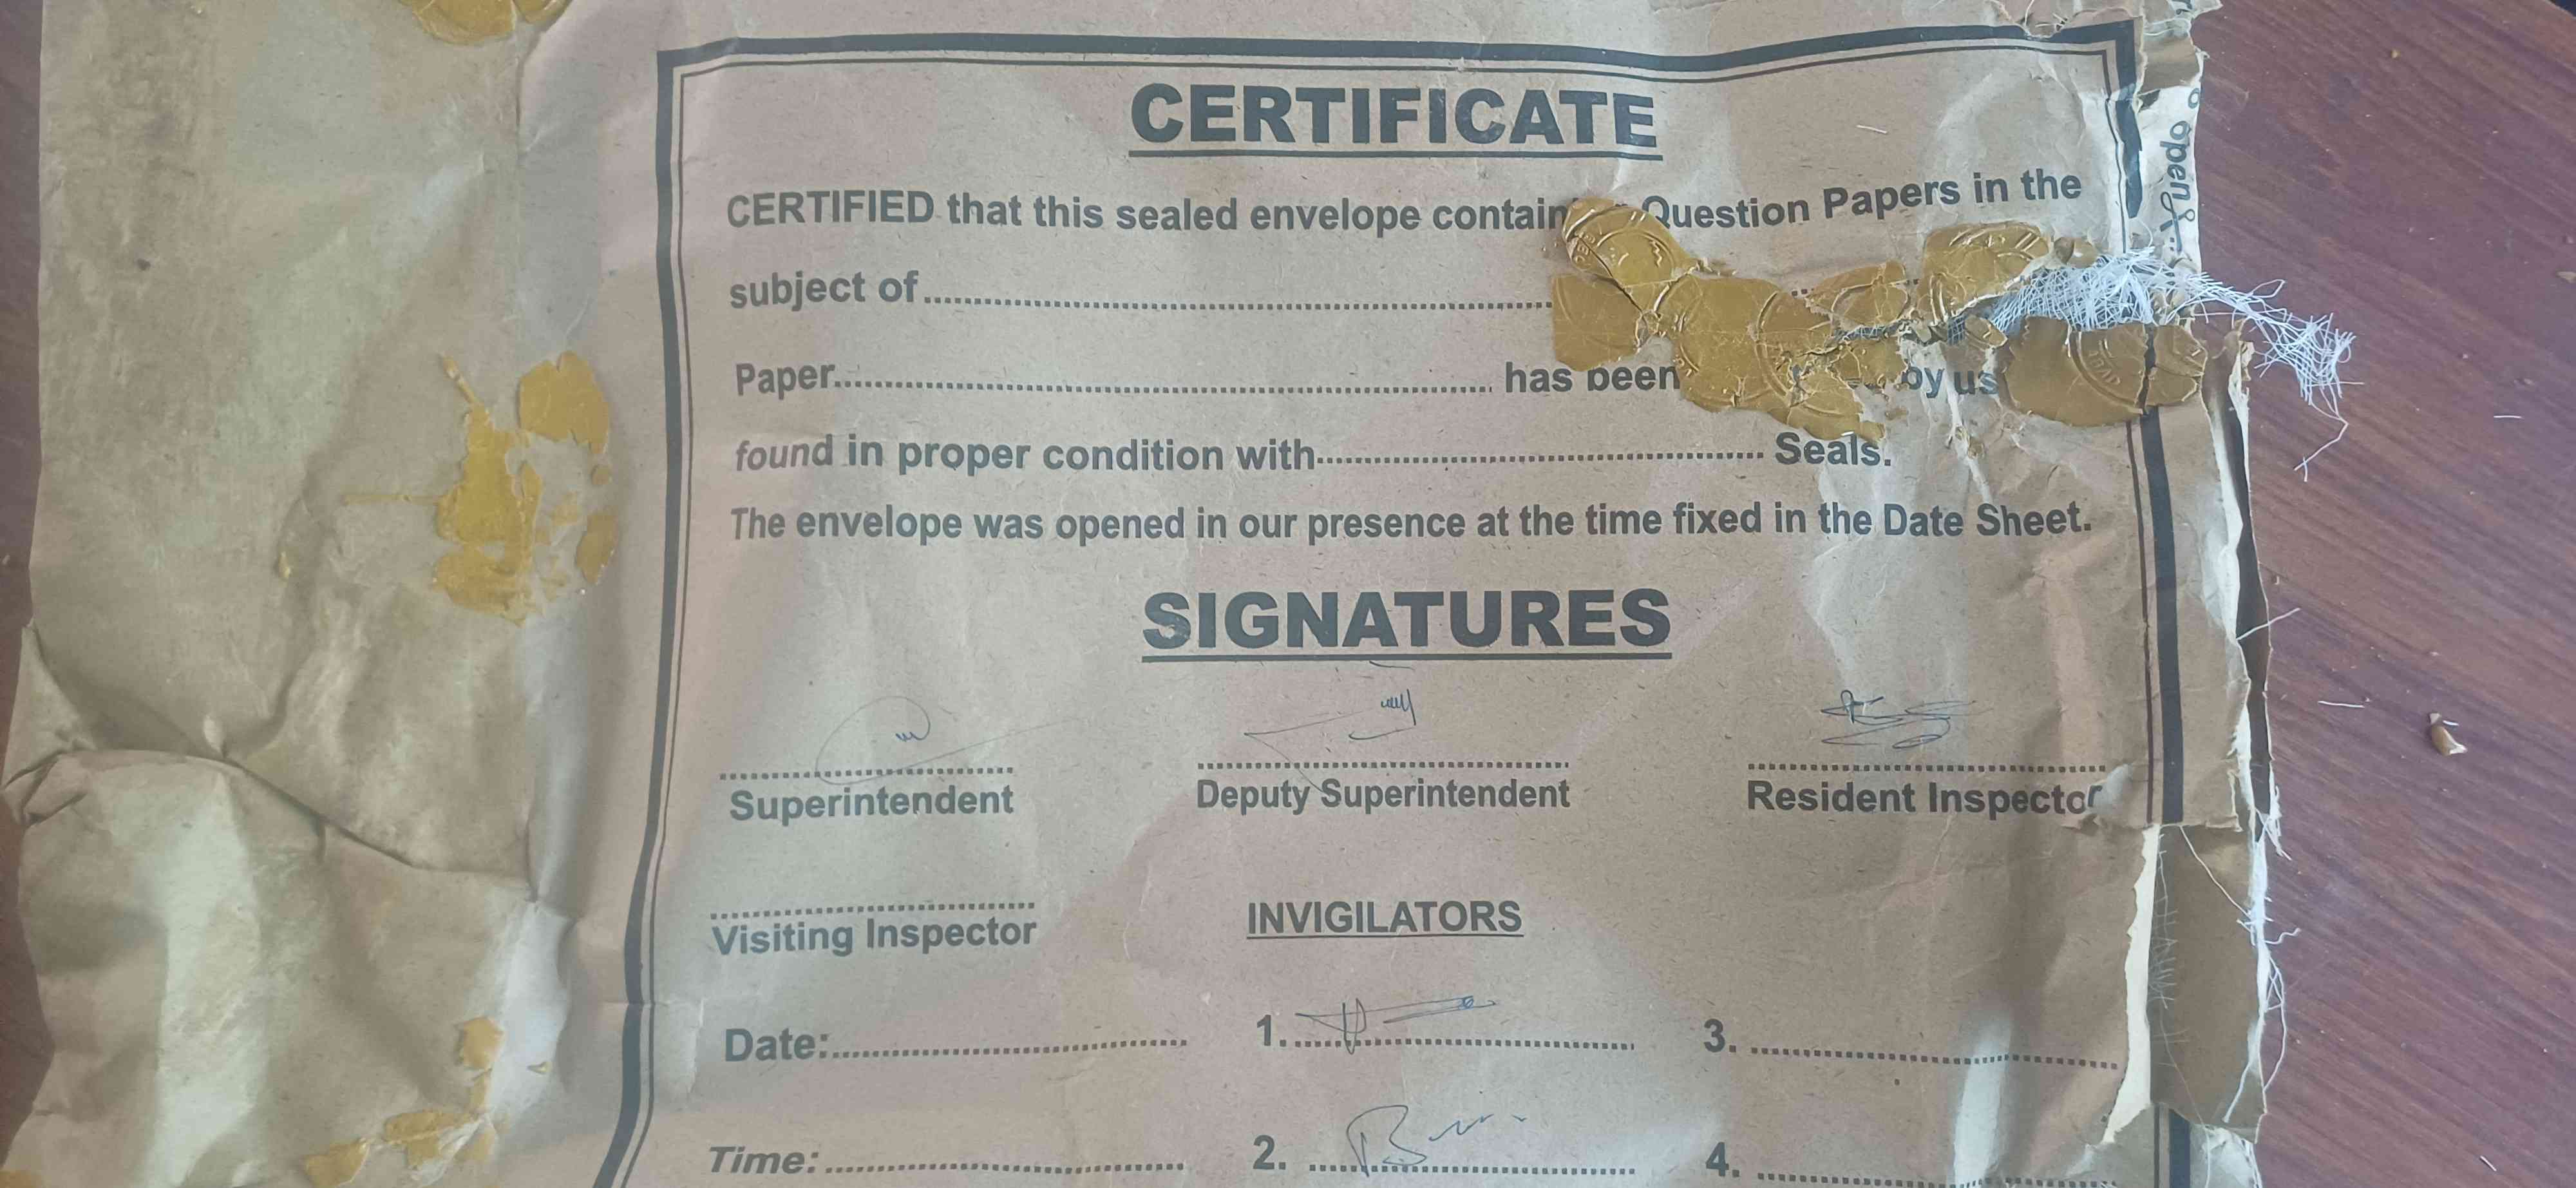 CERTIFICATE
CERTIFIED that this sealed envelope contain Question Papers in the
subject of
Paper has been by us
found in proper condition with Seals.
The envelope was opened in our presence at the time fixed in the Date Sheet.
SIGNATURES
Superintendent Deputy Superintendent Resident Inspector
Visiting Inspector INVIGILATORS
Date: 1. 3.
Time: 2. 4.
open